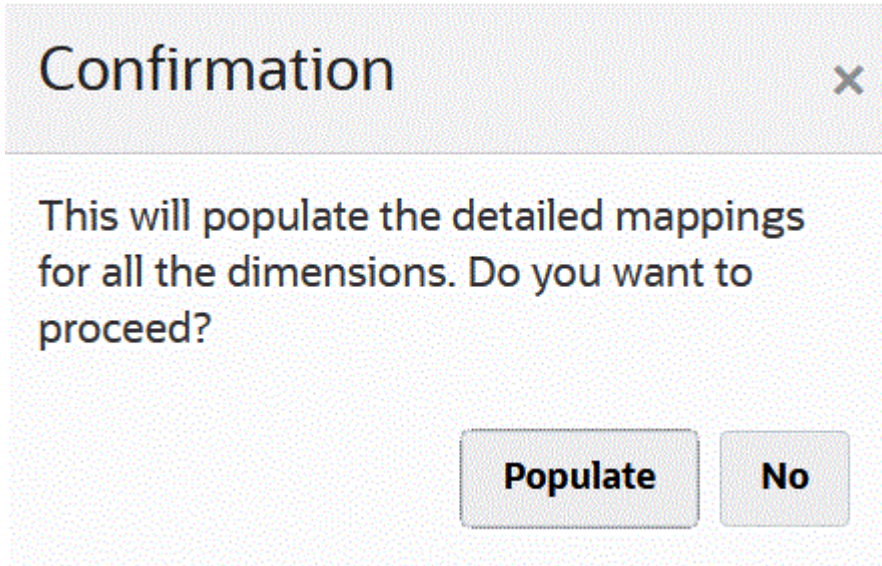 Confirmation
This will populate the detailed mappings
for all the dimensions. Do you want to
proceed?
Populate No